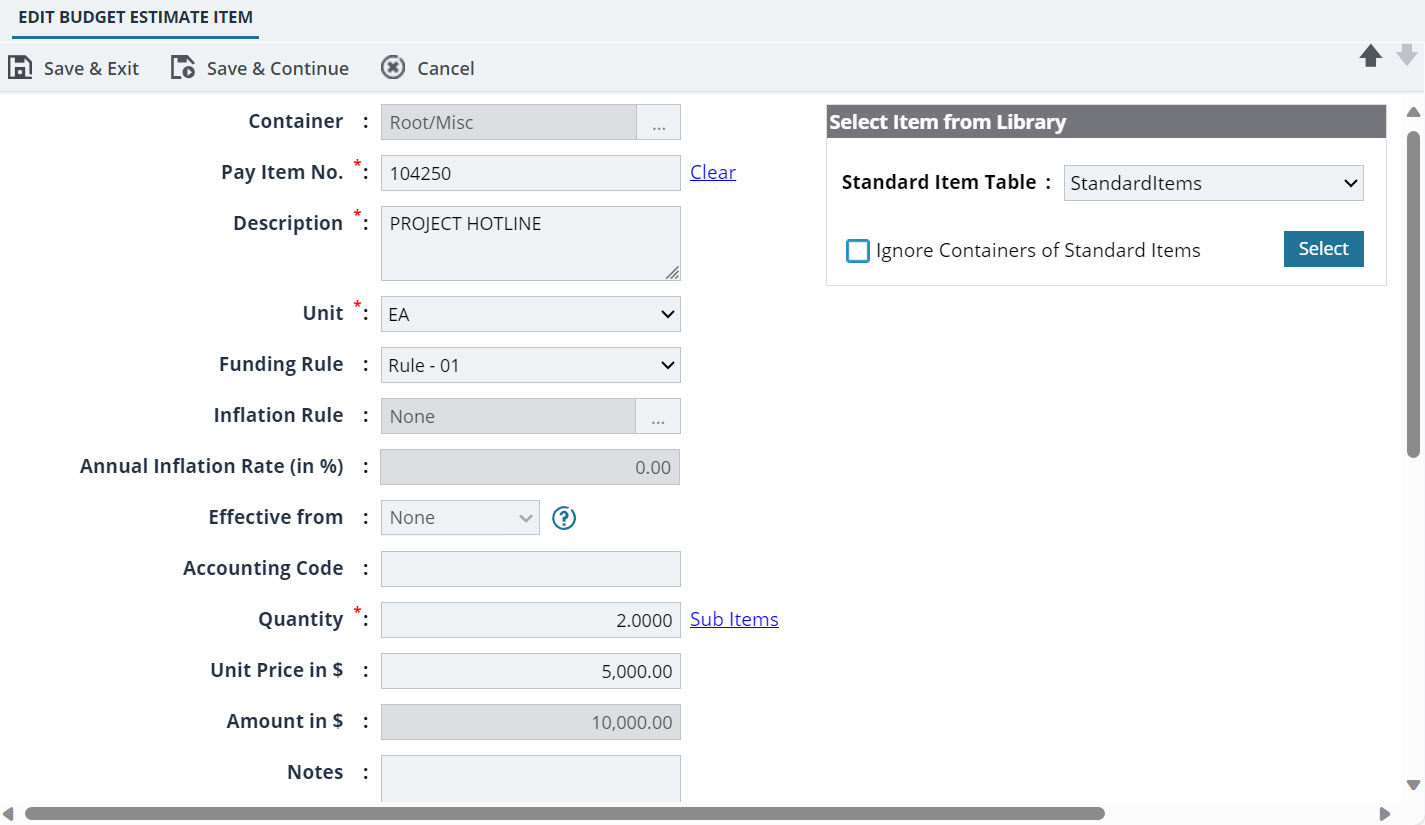 EDIT BUDGET ESTIMATE ITEM
Save & Exit Save & Continue Cancel
Container : Root/Misc ...
Pay Item No. * : 104250 Clear
Description * : PROJECT HOTLINE
Unit * : EA
Funding Rule : Rule - 01
Inflation Rule : None ...
Annual Inflation Rate (in %) : 0.00
Effective from : None ?
Accounting Code :
Quantity * : 2.0000 Sub Items
Unit Price in $ : 5,000.00
Amount in $ : 10,000.00
Notes :
Select Item from Library
Standard Item Table : StandardItems
Ignore Containers of Standard Items Select